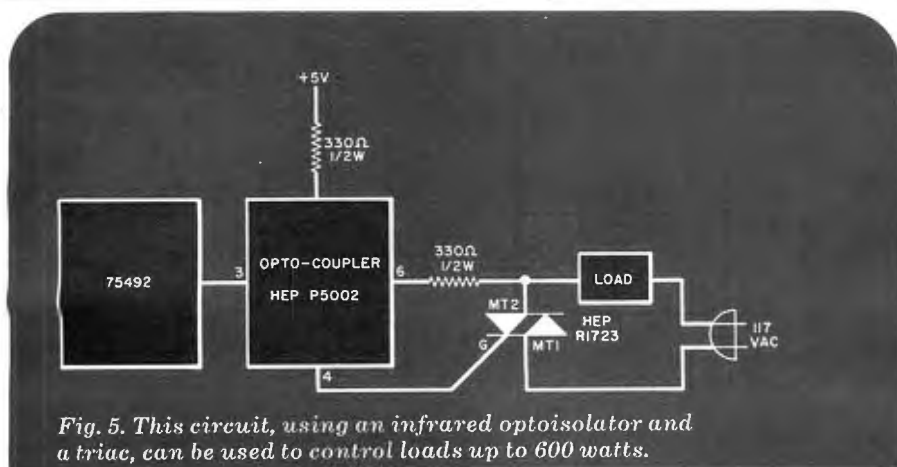 +5V
330Ω
1/2W
75492
3
OPTO-COUPLER
HEP P5002
6
4
330Ω
1/2W
MT2
G
MT1
HEP
R1723
LOAD
117
VAC
Fig. 5. This circuit, using an infrared optoisolator and
a triac, can be used to control loads up to 600 watts.